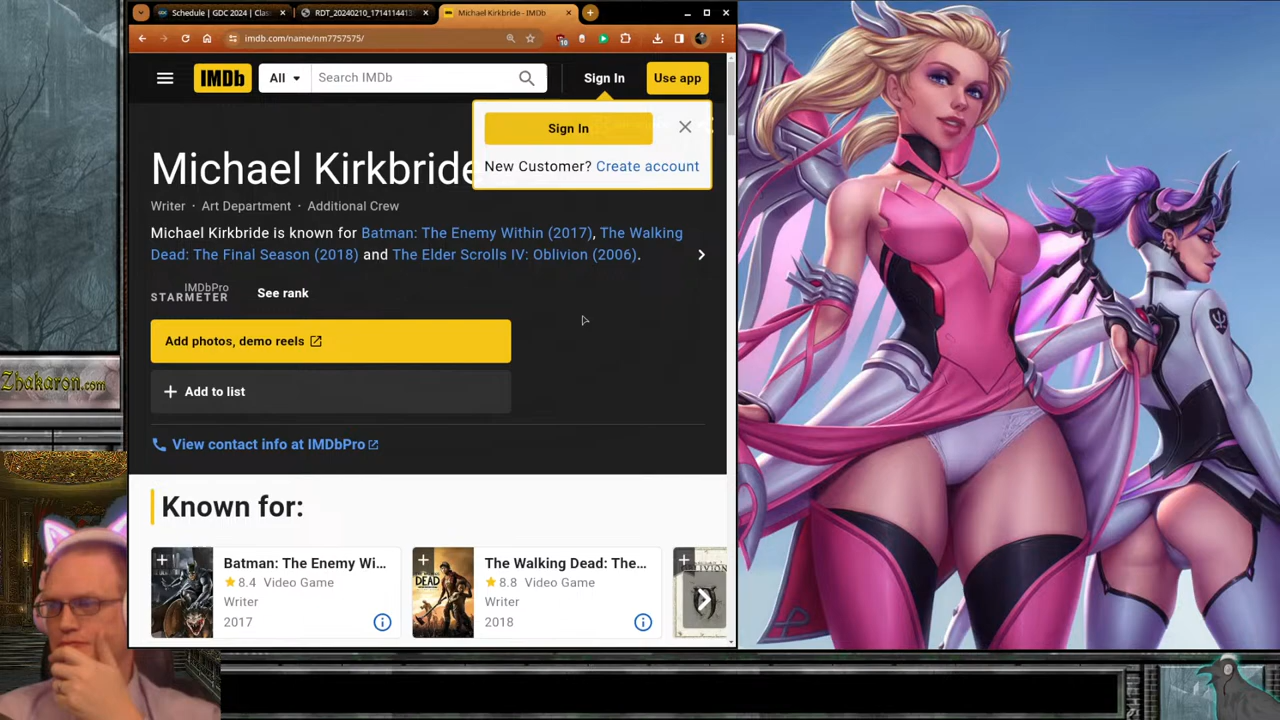 Schedule | GDC 2024 | Clas
RDT_20240210_1714114413
Michael Kirkbride - IMDb
imdb.com/name/nm7757575/
10
IMDb
All
Search IMDb
Sign In
Use app
Sign In
New Customer? Create account
Michael Kirkbride
Writer · Art Department · Additional Crew
Michael Kirkbride is known for Batman: The Enemy Within (2017), The Walking
Dead: The Final Season (2018) and The Elder Scrolls IV: Oblivion (2006).
IMDbPro
STARMETER
See rank
Add photos, demo reels
Add to list
View contact info at IMDbPro
Known for:
Batman: The Enemy Wi...
8.4 Video Game
Writer
2017
The Walking Dead: The...
8.8 Video Game
Writer
2018
Zhakaron.com